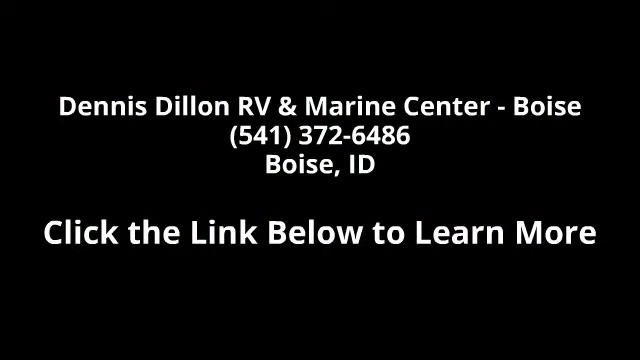 Dennis Dillon RV & Marine Center - Boise
(541) 372-6486
Boise, ID
Click the Link Below to Learn More